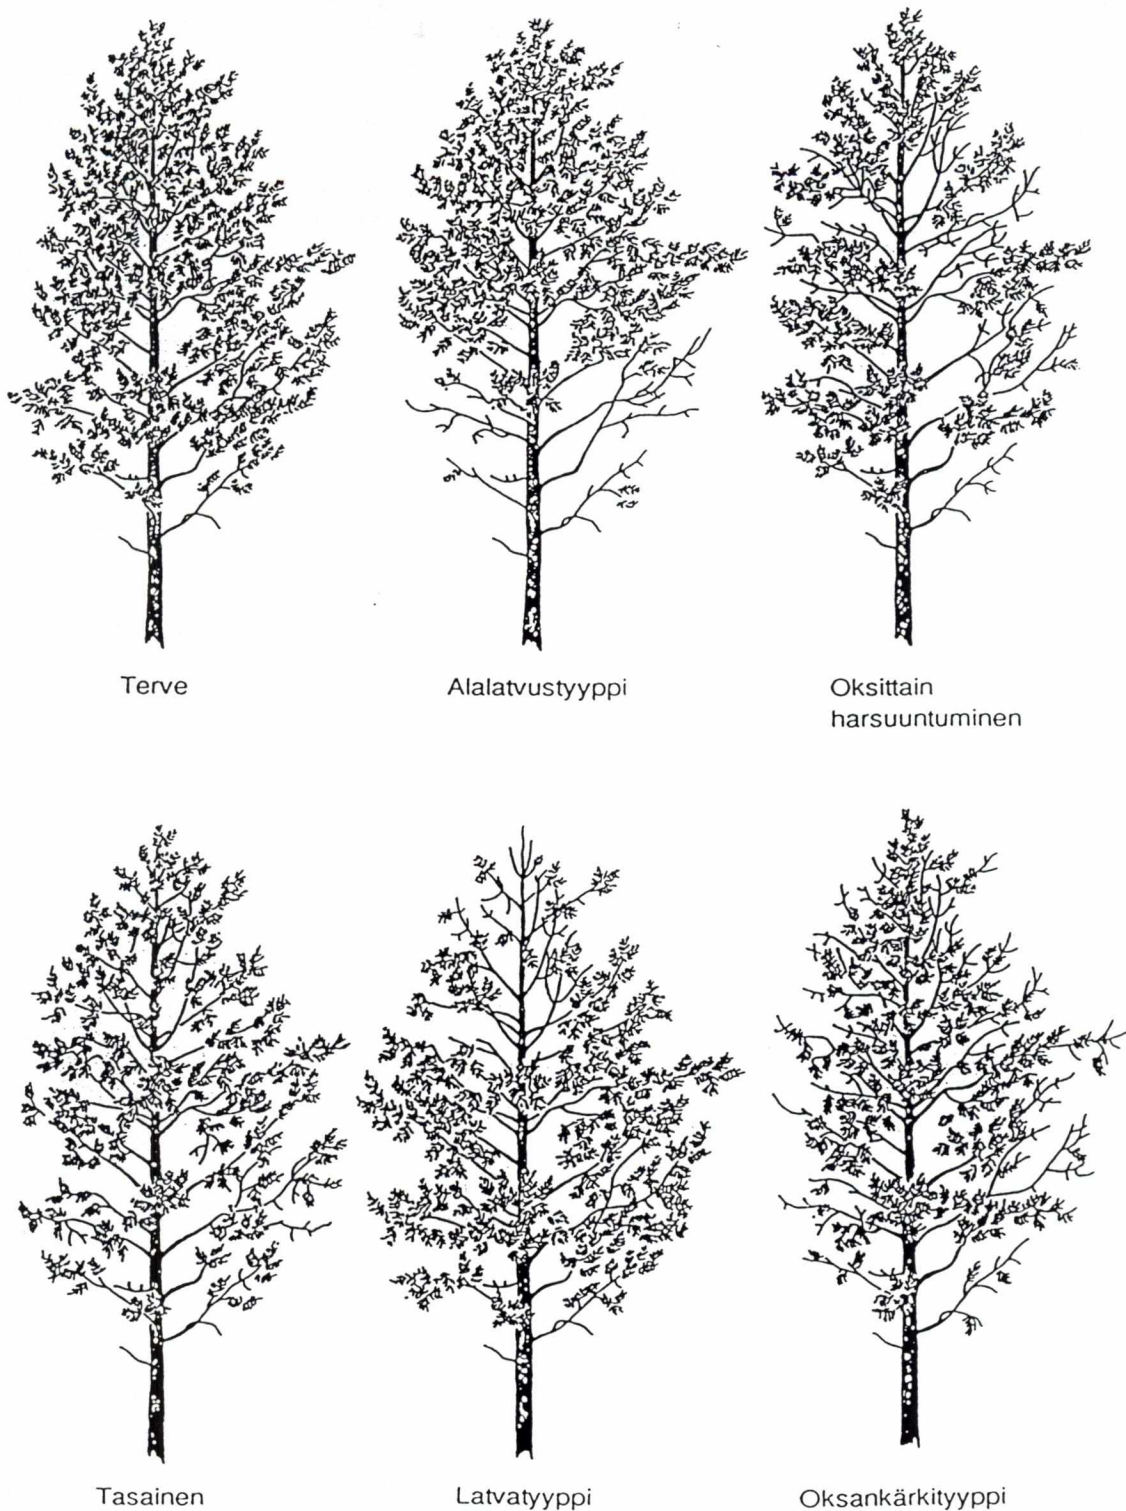 Terve
Alalatvustyyppi
Oksittain
harsuuntuminen
Tasainen
Latvatyyppi
Oksankärkityyppi